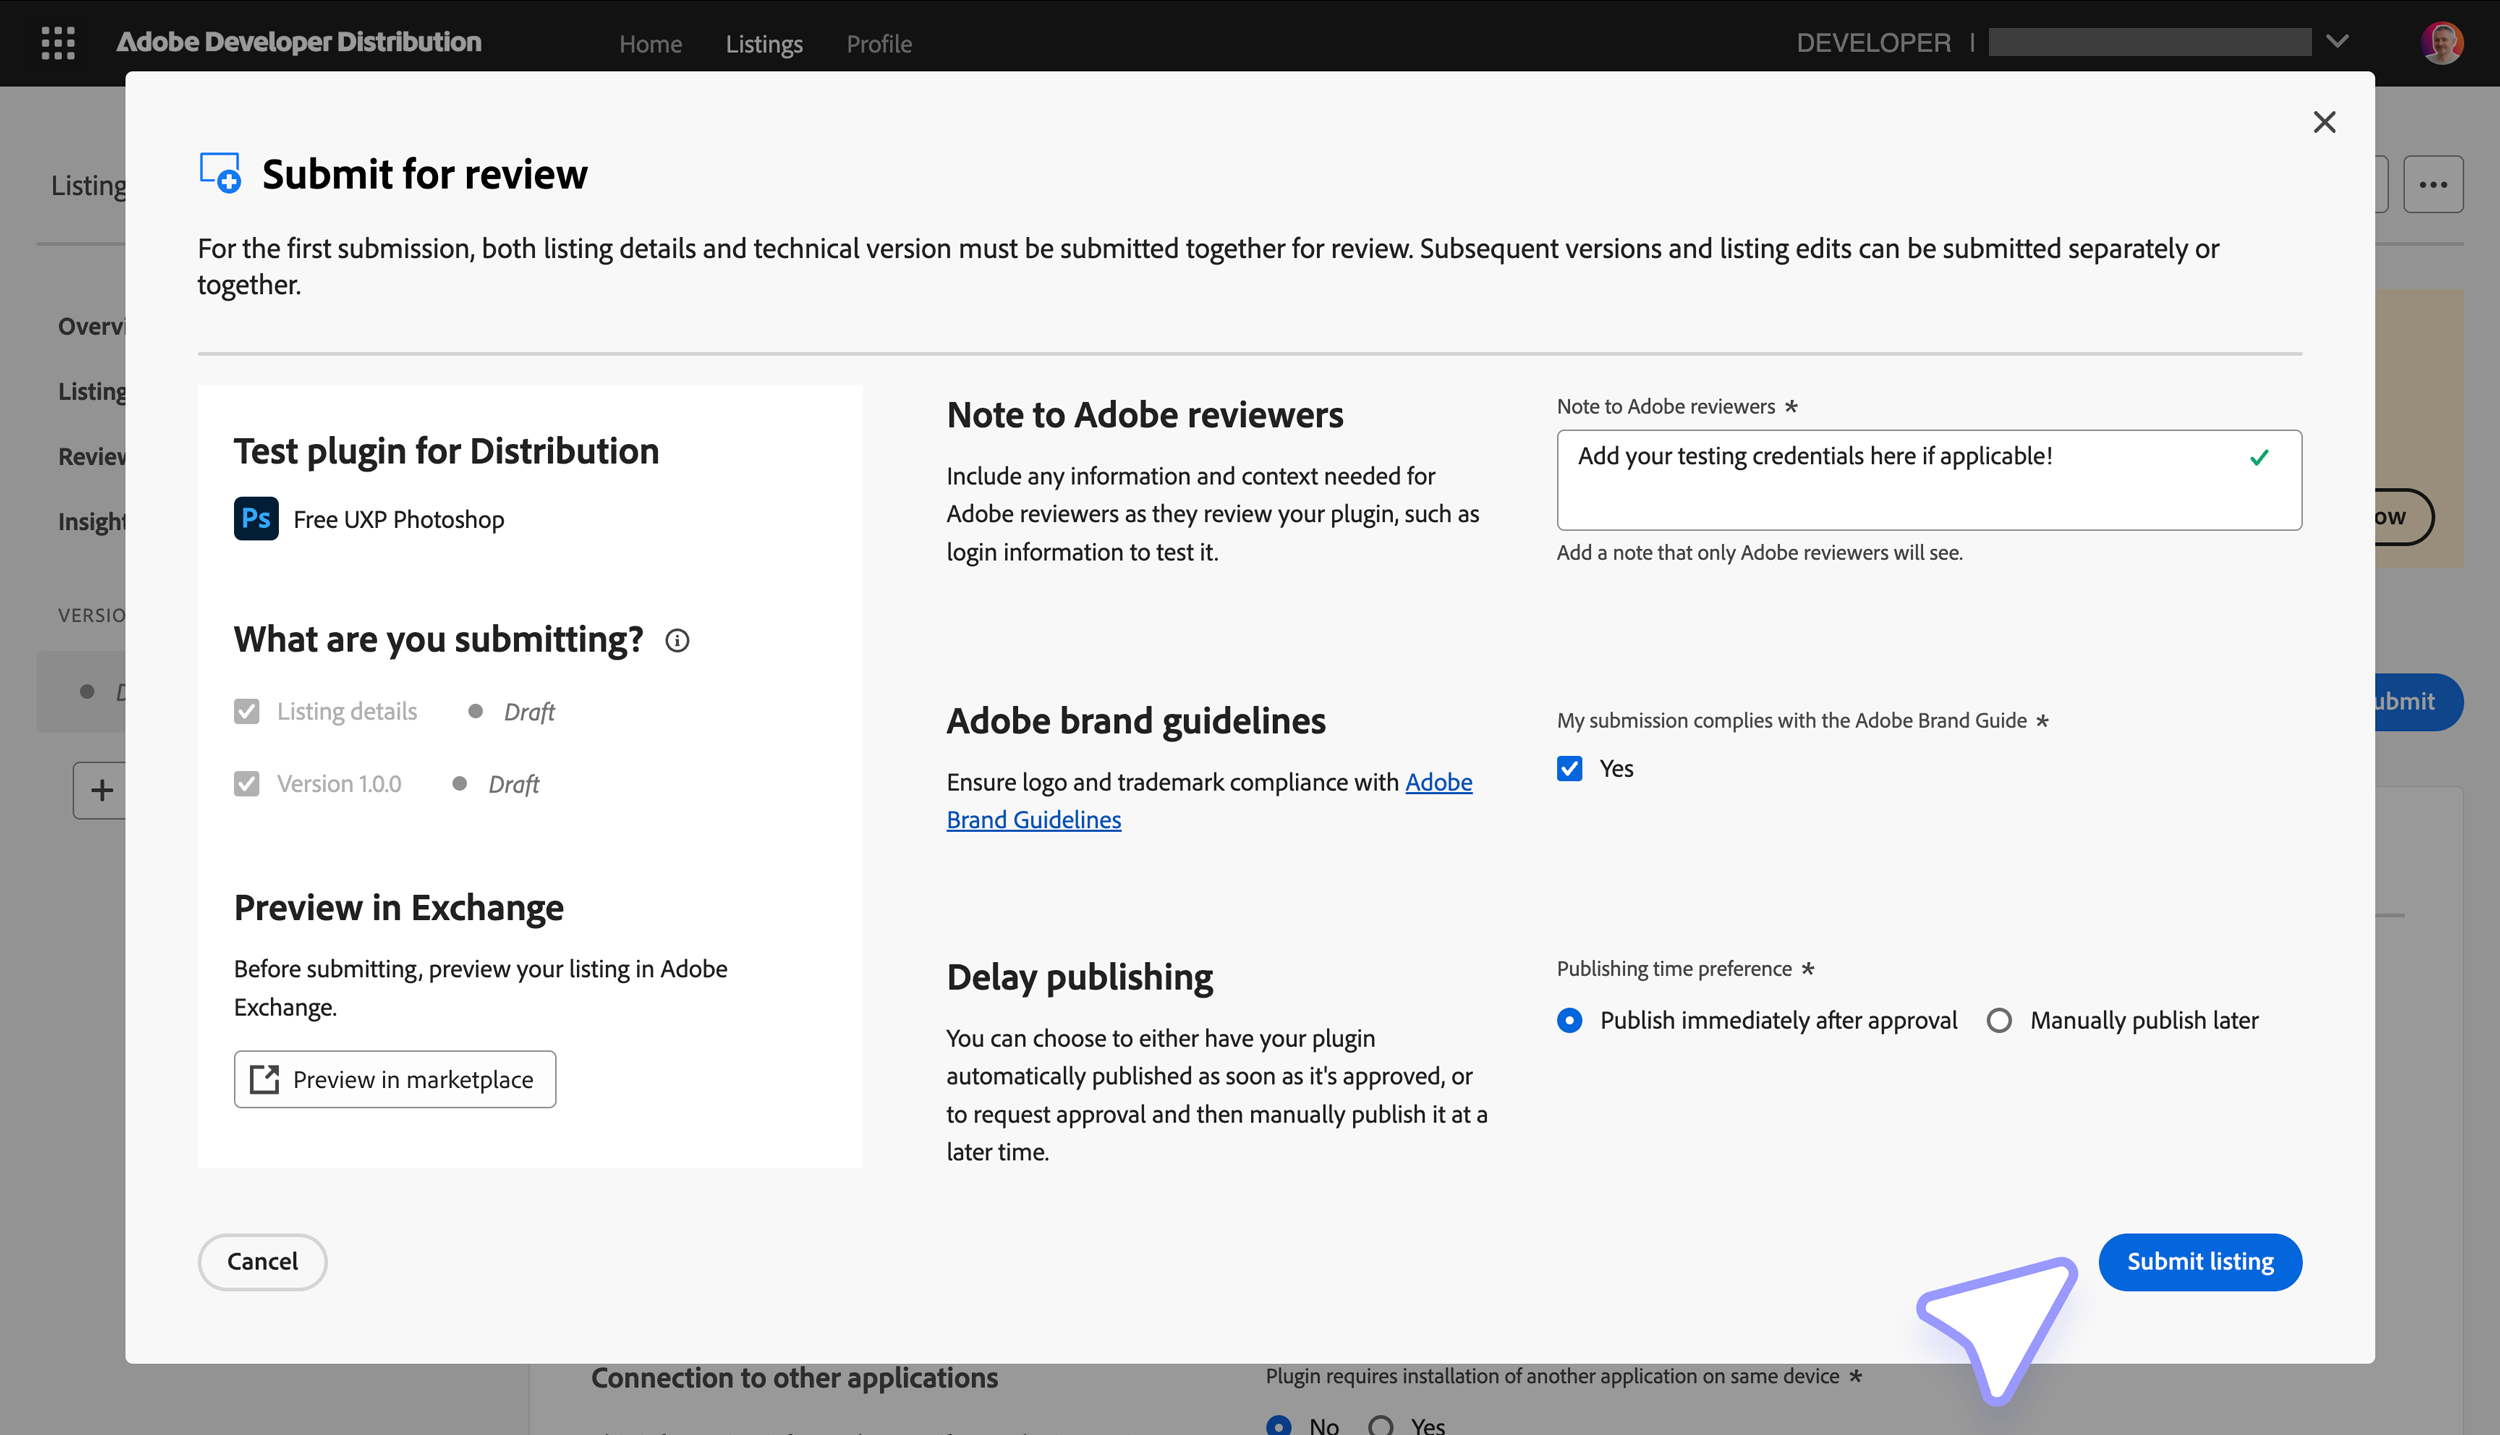 Adobe Developer Distribution
Home
Listings
Profile
DEVELOPER |
Listing
Submit for review
For the first submission, both listing details and technical version must be submitted together for review. Subsequent versions and listing edits can be submitted separately or
together.
Overvi
Listing
Review
Insight
VERSIO
Test plugin for Distribution
Ps
Free UXP Photoshop
What are you submitting?
Listing details
Draft
Version 1.0.0
Draft
Preview in Exchange
Before submitting, preview your listing in Adobe
Exchange.
Preview in marketplace
Note to Adobe reviewers
Include any information and context needed for
Adobe reviewers as they review your plugin, such as
login information to test it.
Note to Adobe reviewers *
Add your testing credentials here if applicable!
Add a note that only Adobe reviewers will see.
ow
ubmit
Adobe brand guidelines
Ensure logo and trademark compliance with Adobe
Brand Guidelines
My submission complies with the Adobe Brand Guide *
Yes
Delay publishing
You can choose to either have your plugin
automatically published as soon as it's approved, or
to request approval and then manually publish it at a
later time.
Publishing time preference *
Publish immediately after approval
Manually publish later
Cancel
Submit listing
Connection to other applications
Plugin requires installation of another application on same device *
No
Yes